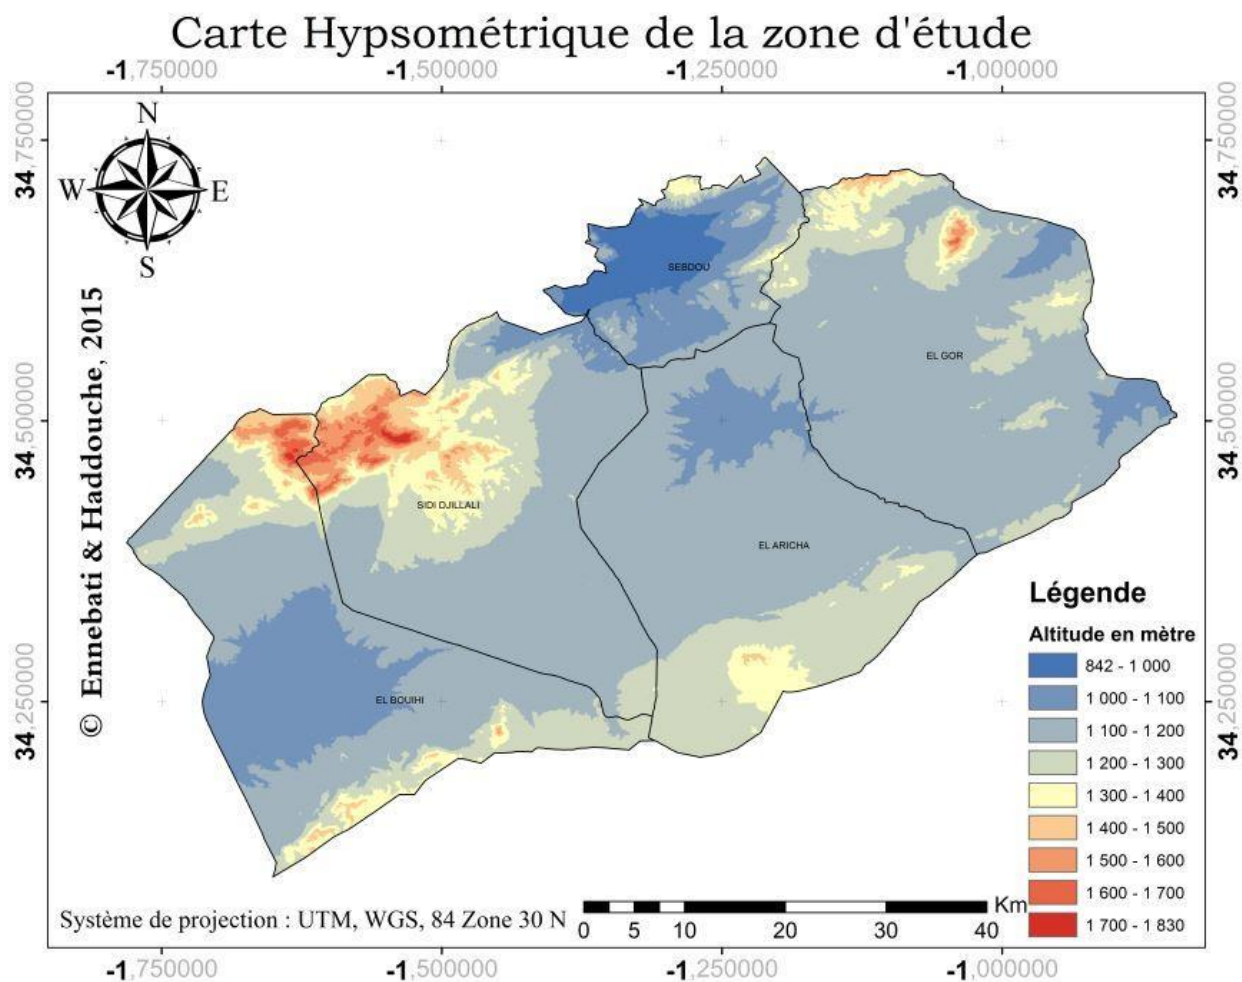 Carte Hypsométrique de la zone d'étude
-1,750000 -1,500000 -1,250000 -1,000000
34,750000 34,750000
N
W E
S
SEBDOU
© Ennebati & Haddouche, 2015
EL GOR
34,500000 34,500000
SIDI DJILLALI
EL ARICHA
Légende
Altitude en mètre
842 - 1 000
1 000 - 1 100
34,250000 34,250000
EL BOUIHI
1 100 - 1 200
1 200 - 1 300
1 300 - 1 400
1 400 - 1 500
1 500 - 1 600
1 600 - 1 700
1 700 - 1 830
Système de projection : UTM, WGS, 84 Zone 30 N
Km
0 5 10 20 30 40
-1,750000 -1,500000 -1,250000 -1,000000